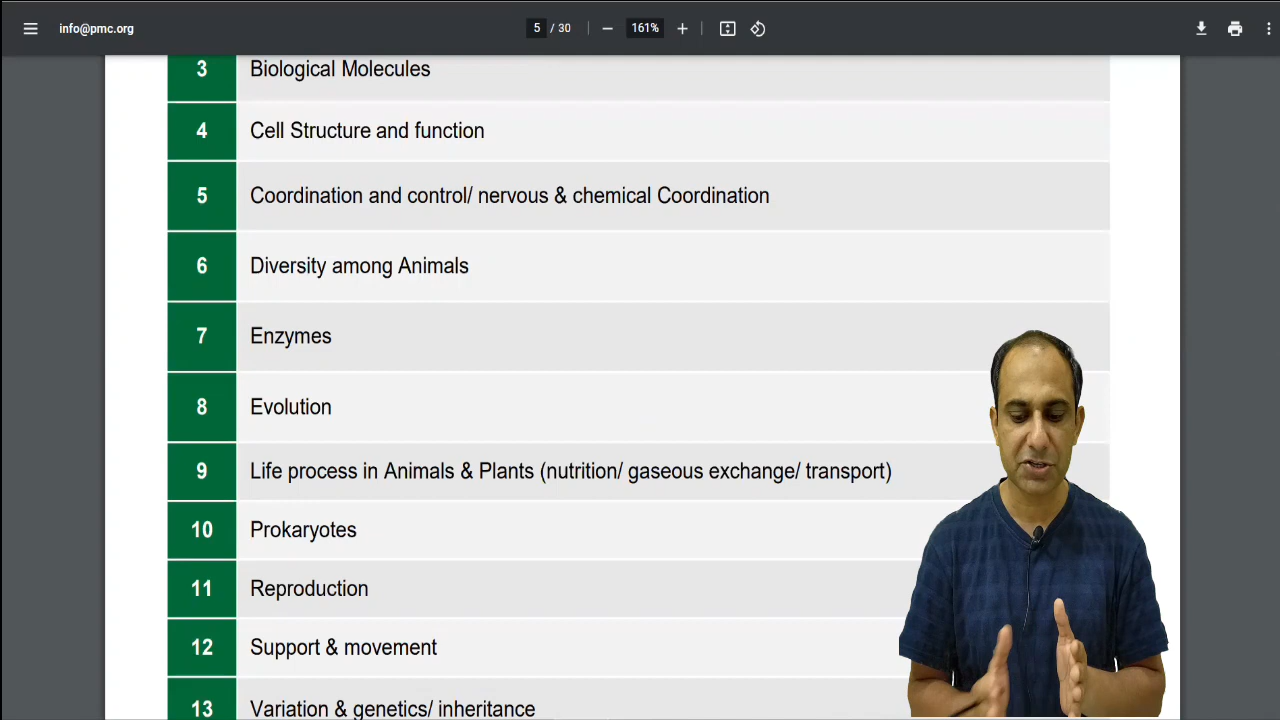 info@pmc.org
5 / 30
161%
3 Biological Molecules
4 Cell Structure and function
5 Coordination and control/ nervous & chemical Coordination
6 Diversity among Animals
7 Enzymes
8 Evolution
9 Life process in Animals & Plants (nutrition/ gaseous exchange/ transport)
10 Prokaryotes
11 Reproduction
12 Support & movement
13 Variation & genetics/ inheritance